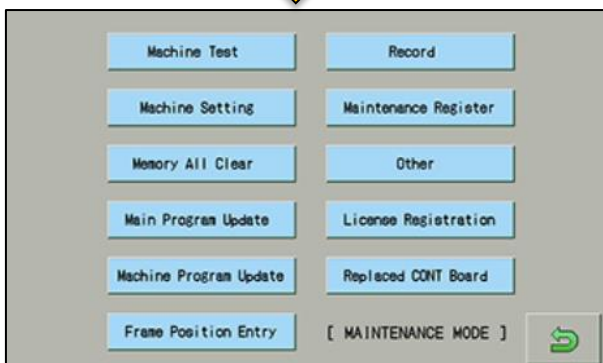 Machine Test
Record
Machine Setting
Maintenance Register
Memory All Clear
Other
Main Program Update
License Registration
Machine Program Update
Replaced CONT Board
Frame Position Entry
[ MAINTENANCE MODE ]